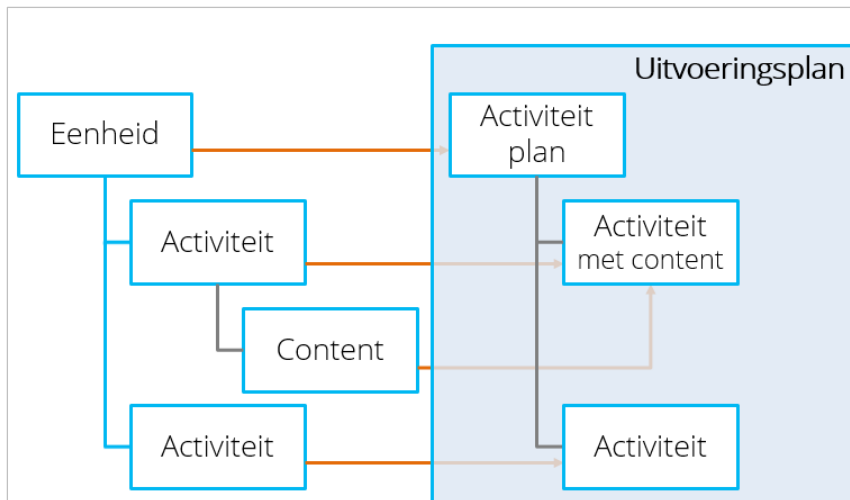 Uitvoeringsplan
Eenheid
Activiteit
plan
Activiteit
Activiteit
met content
Content
Activiteit
Activiteit